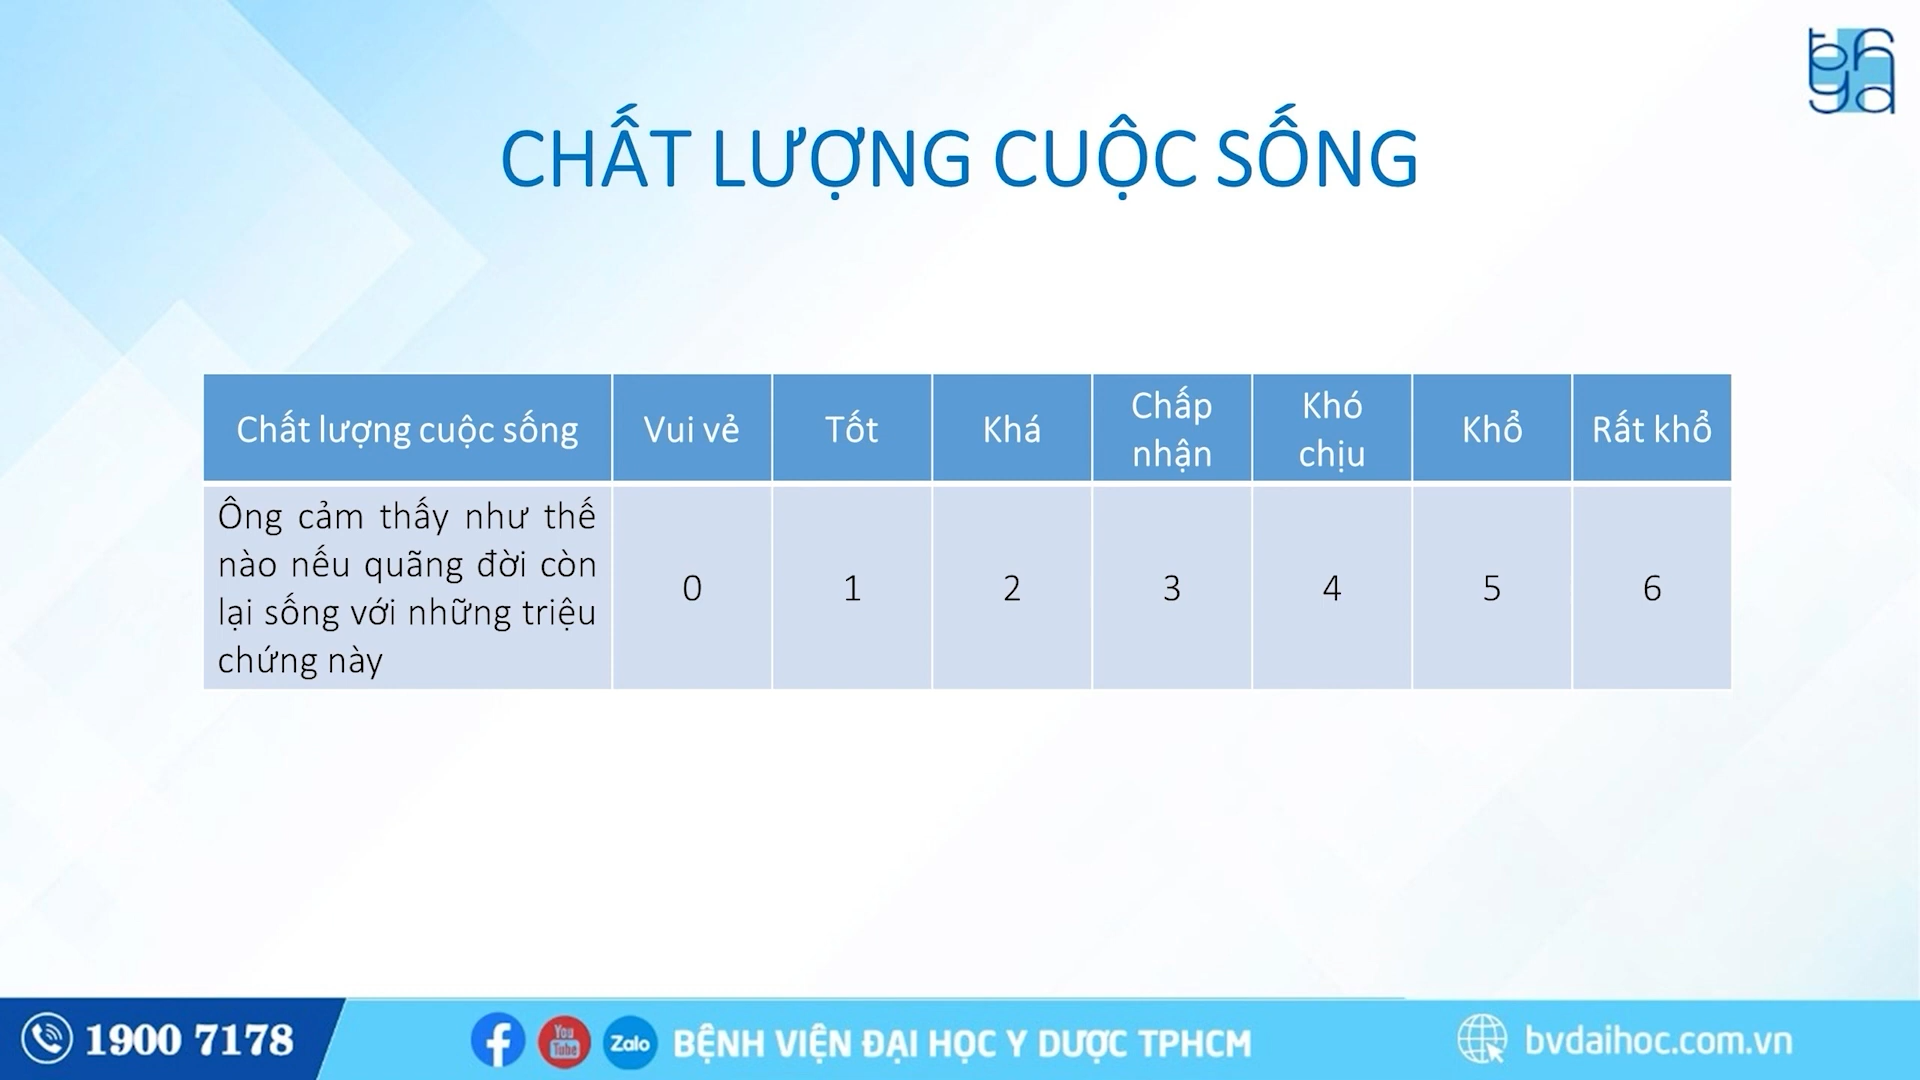 CHẤT LƯỢNG CUỘC SỐNG
Chất lượng cuộc sống
Vui vẻ
Tốt
Khá
Chấp
nhận
Khó
chịu
Khổ
Rất khổ
Ông cảm thấy như thế
nào nếu quãng đời còn
lại sống với những triệu
chứng này
0
1
2
3
4
5
6
1900 7178
You
Tube
Zalo
BỆNH VIỆN ĐẠI HỌC Y DƯỢC TPHCM
bvdaihoc.com.vn